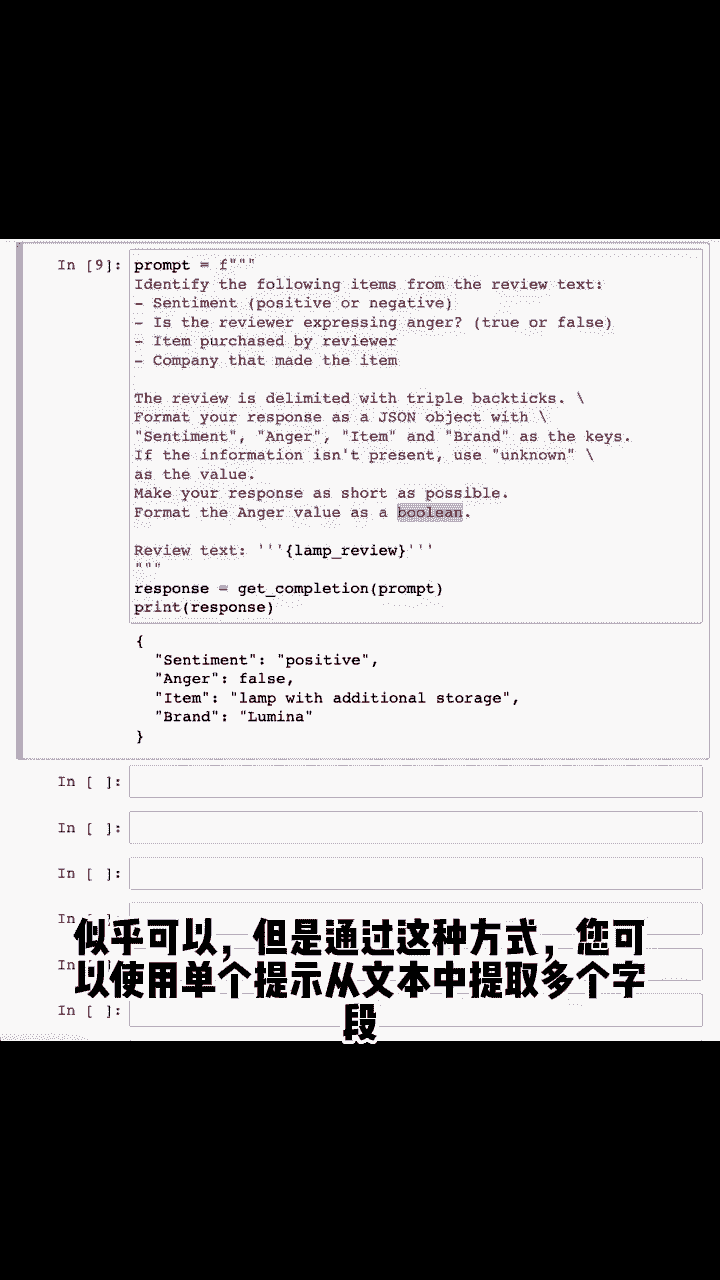 In [9]: prompt = f"""
Identify the following items from the review text:
- Sentiment (positive or negative)
- Is the reviewer expressing anger? (true or false)
- Item purchased by reviewer
- Company that made the item
The review is delimited with triple backticks. \
Format your response as a JSON object with \
"Sentiment", "Anger", "Item" and "Brand" as the keys.
If the information isn't present, use "unknown" \
as the value.
Make your response as short as possible.
Format the Anger value as a boolean.
Review text: '''{lamp_review}'''
"""
response = get_completion(prompt)
print(response)
{
"Sentiment": "positive",
"Anger": false,
"Item": "lamp with additional storage",
"Brand": "Lumina"
}
In [ ]:
In [ ]:
In [ ]:
In [ ]:
In [ ]:
In [ ]:
似乎可以，但是通过这种方式，您可
以使用单个提示从文本中提取多个字
段